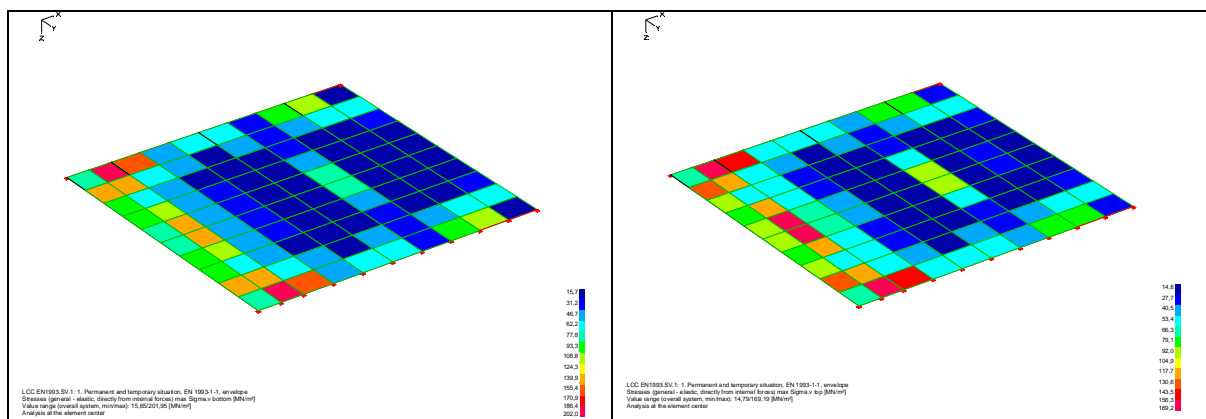 X
Y
Z
15,7
31,2
46,7
62,2
77,8
93,3
108,8
124,3
139,9
155,4
170,9
186,4
202,0
LCC EN1993.SV.1: 1. Permanent and temporary situation, EN 1993-1-1, envelope
Stresses (general - elastic, directly from internal forces) max Sigma.v bottom [MN/m²]
Value range (overall system, min/max): 15,65/201,95 [MN/m²]
Analysis at the element center
X
Y
Z
14,8
27,7
40,5
53,4
66,3
79,1
92,0
104,9
117,7
130,6
143,5
156,3
169,2
LCC EN1993.SV.1: 1. Permanent and temporary situation, EN 1993-1-1, envelope
Stresses (general - elastic, directly from internal forces) max Sigma.v top [MN/m²]
Value range (overall system, min/max): 14,79/169,19 [MN/m²]
Analysis at the element center